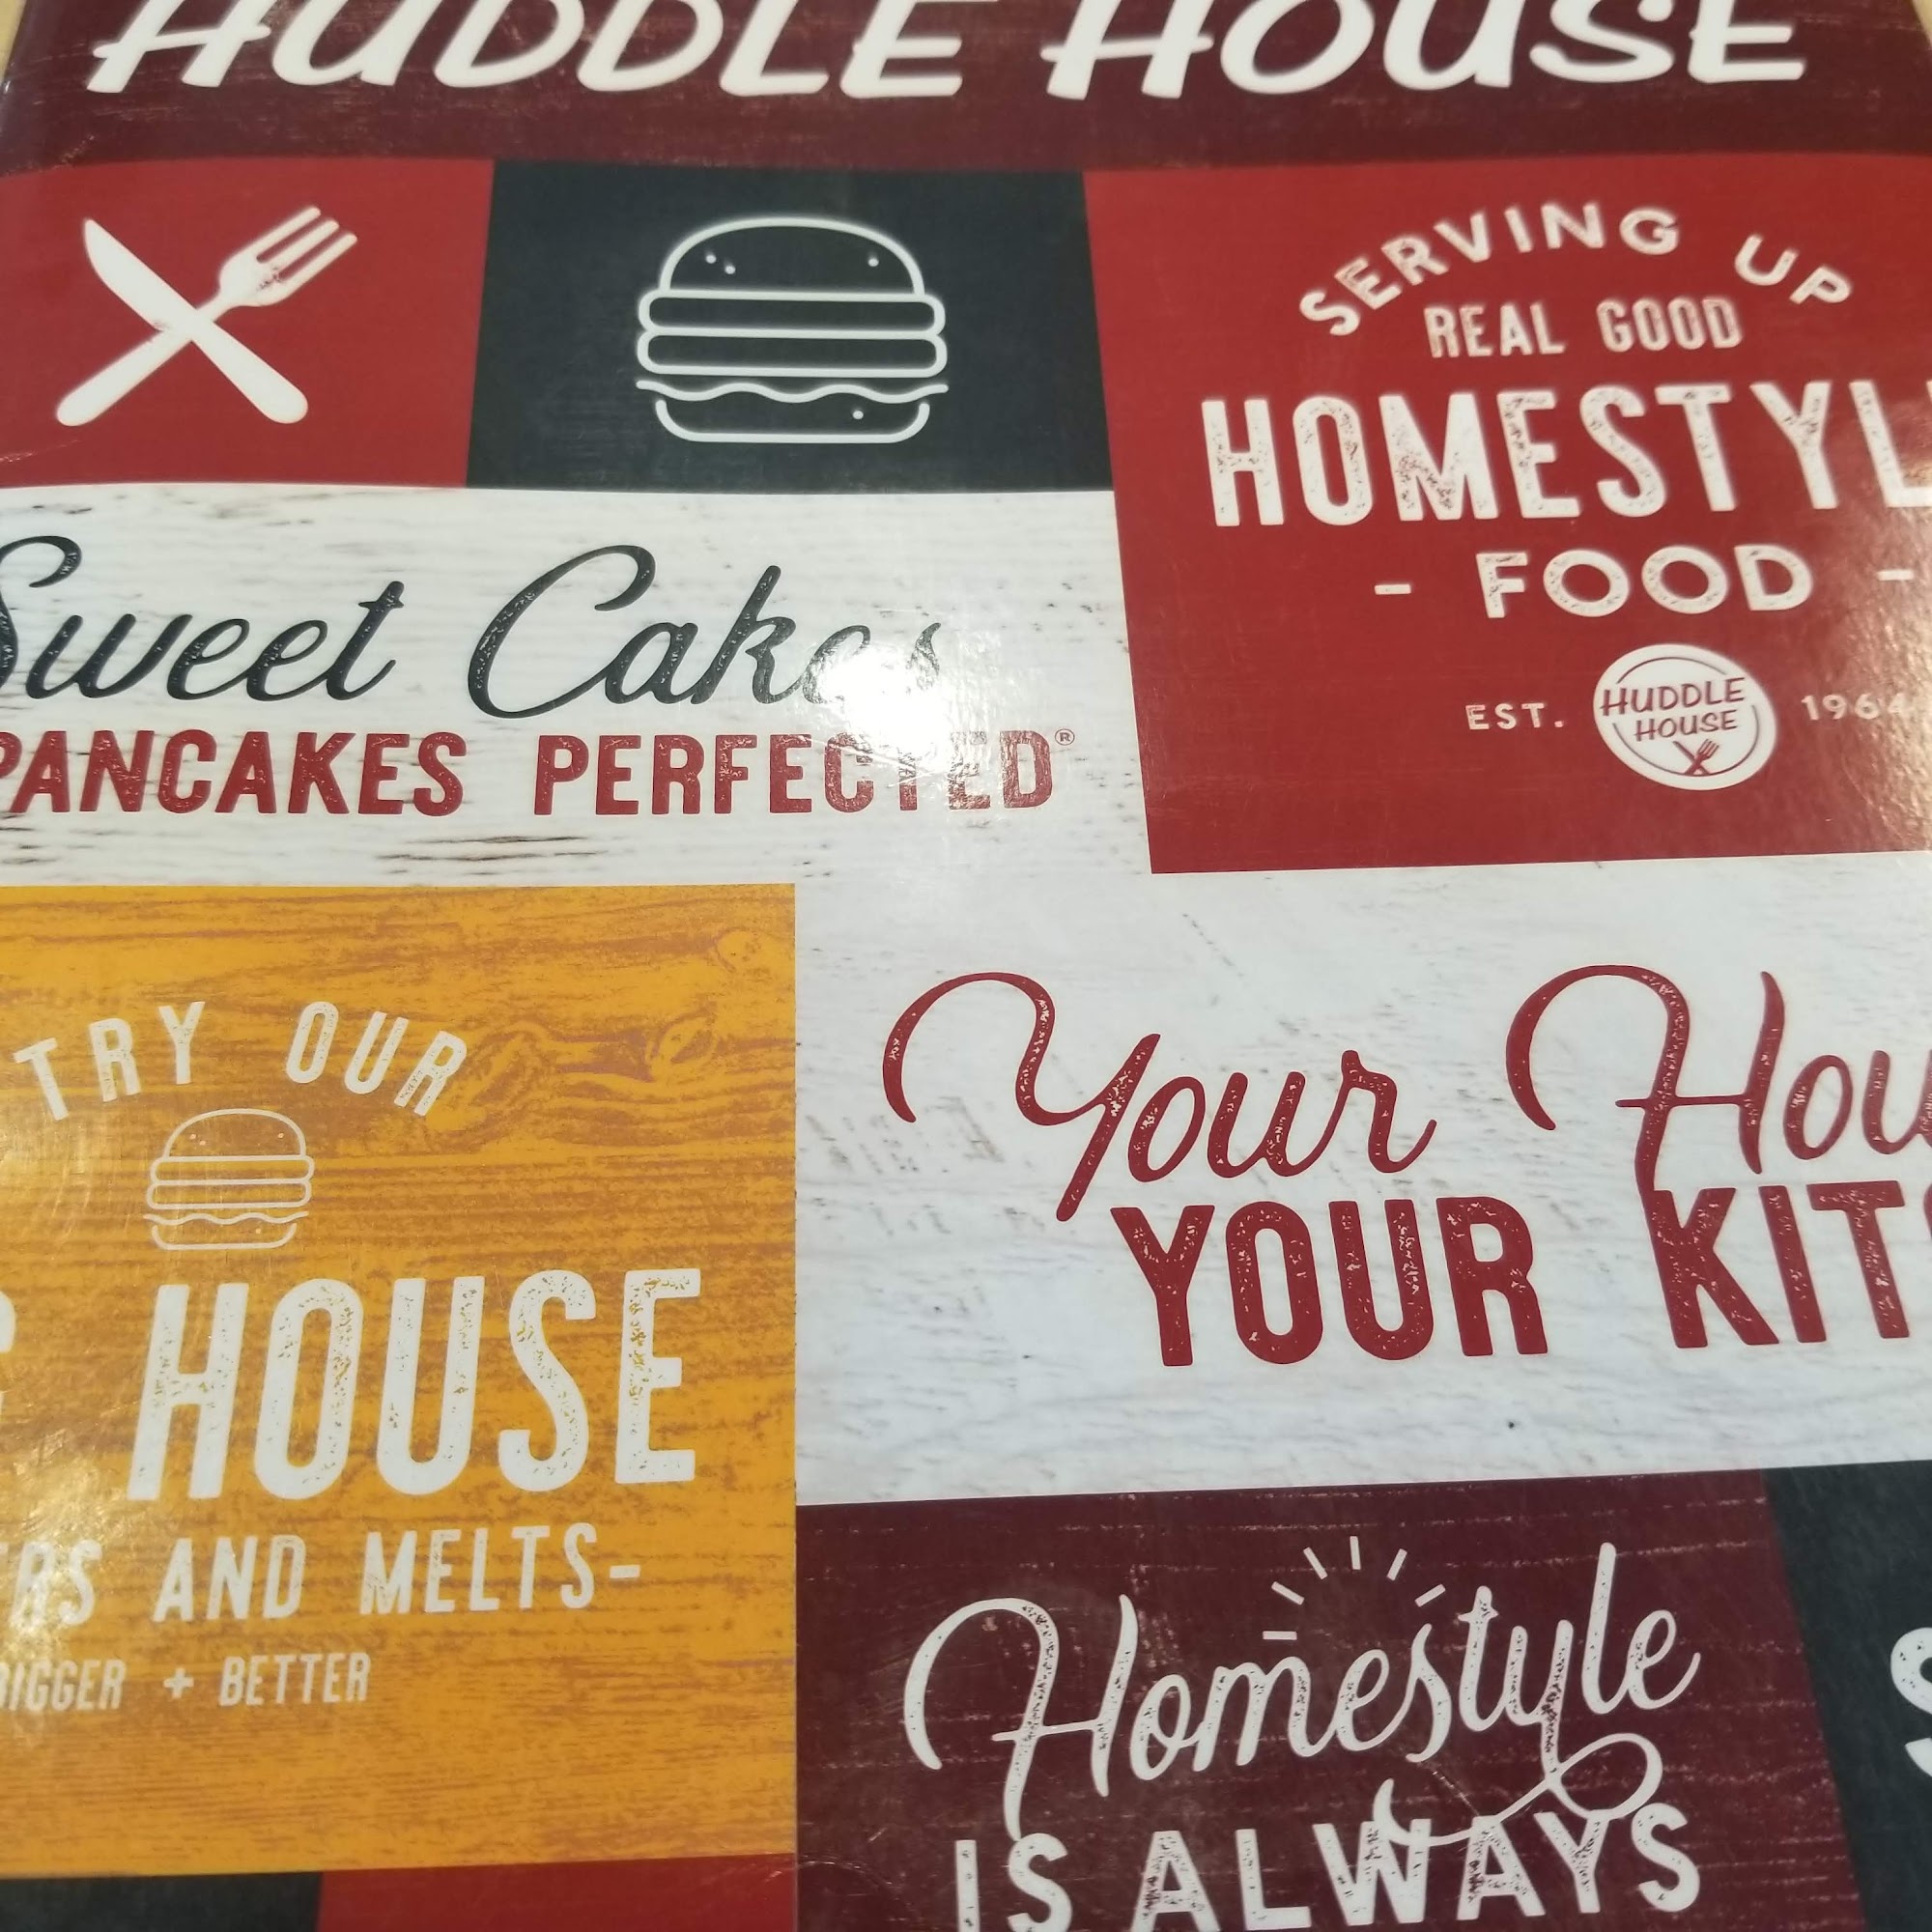 HUDDLE HOUSE
SERVING UP
REAL GOOD
HOMESTYL
- FOOD -
EST. HUDDLE HOUSE 1964
Sweet Cakes
PANCAKES PERFECTED®
TRY OUR
HOUSE
AND MELTS-
BIGGER + BETTER
Your Hou
YOUR KIT
Homestyle
IS ALWAYS